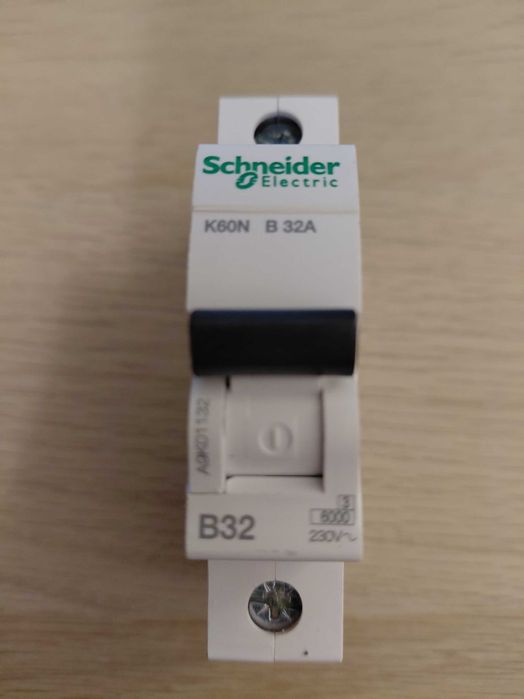 Schneider
Electric
K60N B 32A
A9K01132
B32
3
6000
230V~